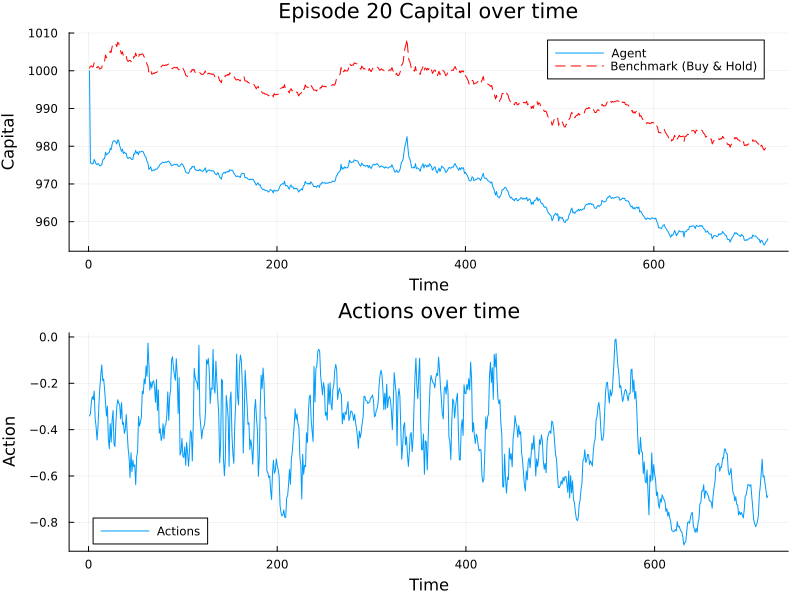 Episode 20 Capital over time
1010
1000
990
980
970
960
Capital
Agent
Benchmark (Buy & Hold)
0
200
400
600
Time
Actions over time
0.0
−0.2
−0.4
−0.6
−0.8
Action
Actions
0
200
400
600
Time